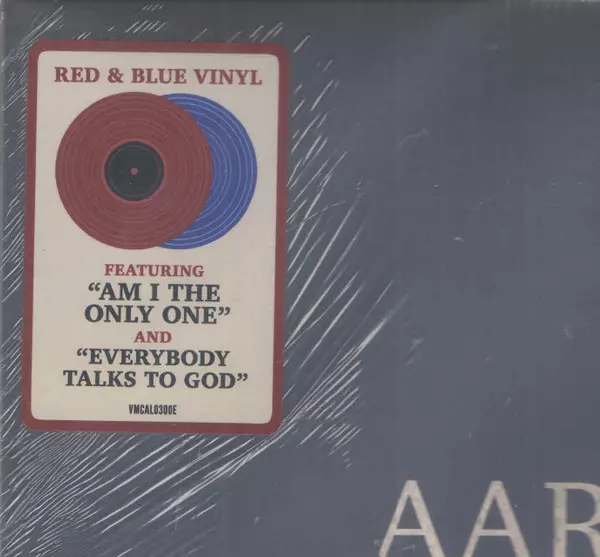 RED & BLUE VINYL
FEATURING
“AM I THE
ONLY ONE”
AND
“EVERYBODY
TALKS TO GOD”
VMCAL0300E
AAR